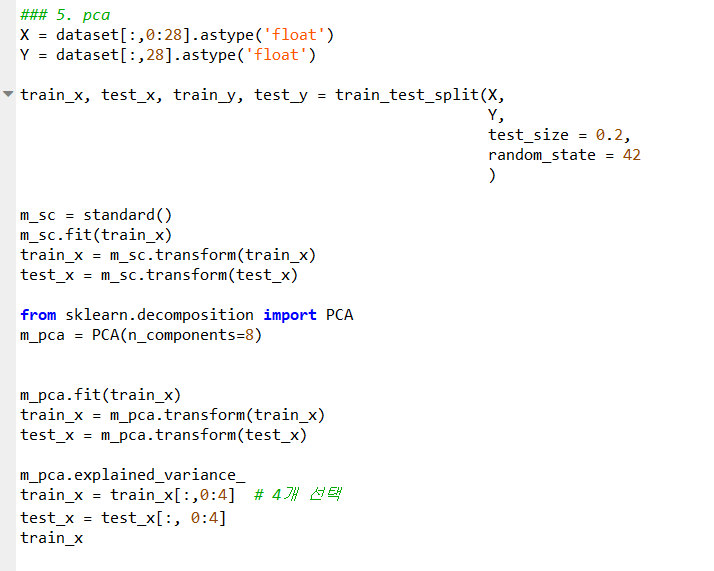 ### 5. pca
X = dataset[:,0:28].astype('float')
Y = dataset[:,28].astype('float')
train_x, test_x, train_y, test_y = train_test_split(X,
Y,
test_size = 0.2,
random_state = 42
)
m_sc = standard()
m_sc.fit(train_x)
train_x = m_sc.transform(train_x)
test_x = m_sc.transform(test_x)
from sklearn.decomposition import PCA
m_pca = PCA(n_components=8)
m_pca.fit(train_x)
train_x = m_pca.transform(train_x)
test_x = m_pca.transform(test_x)
m_pca.explained_variance_
train_x = train_x[:,0:4]  # 4개 선택
test_x = test_x[:, 0:4]
train_x